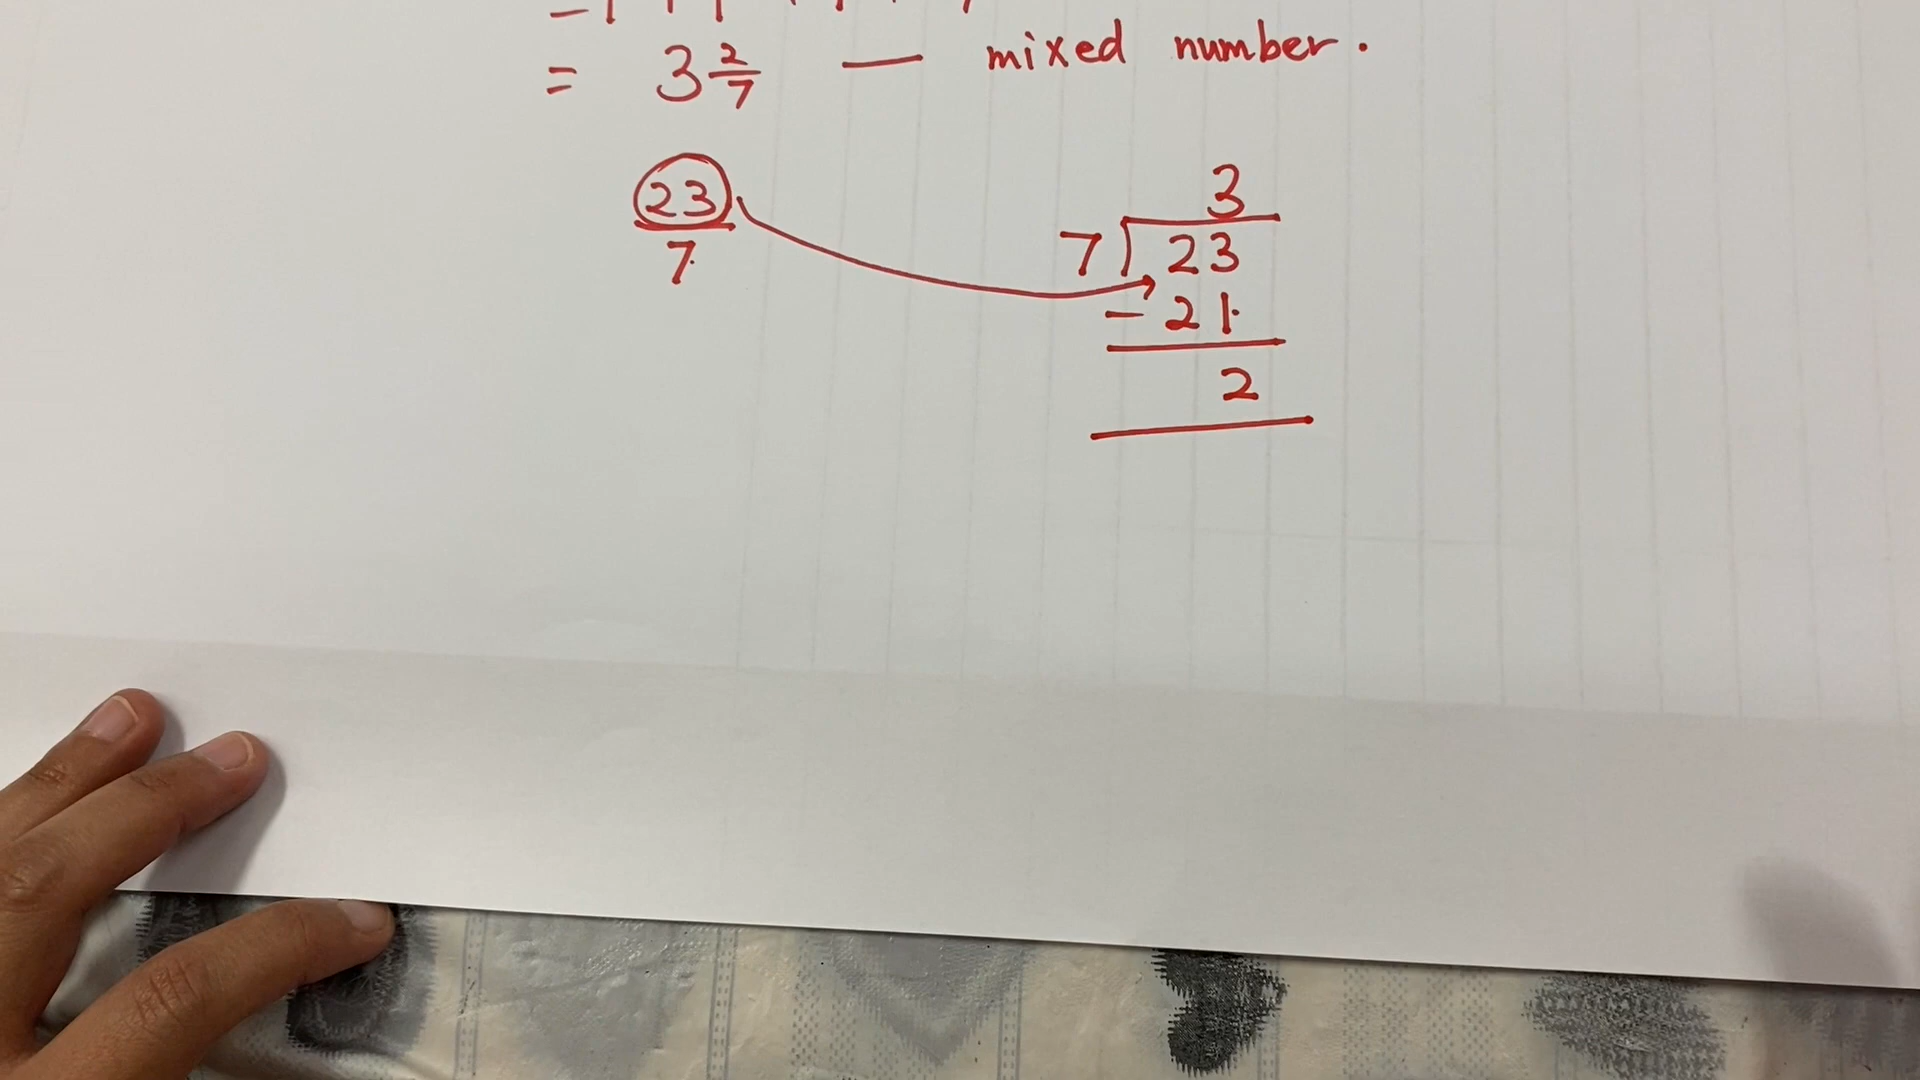 = 3 2/7 — mixed number.
23/7
3
7 ) 23
- 21
2